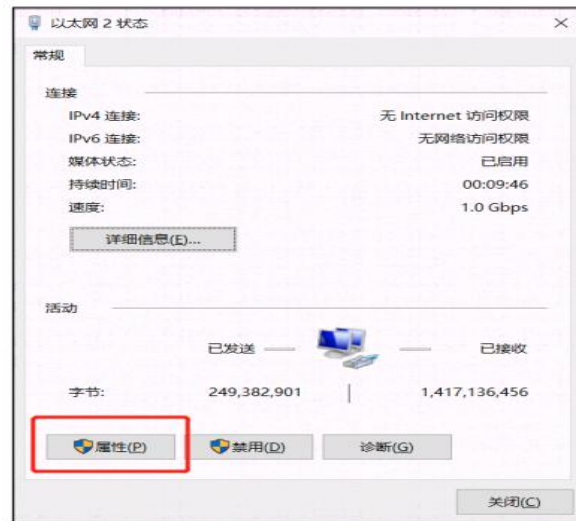 以太网 2 状态
常规
连接
IPv4 连接: 无 Internet 访问权限
IPv6 连接: 无网络访问权限
媒体状态: 已启用
持续时间: 00:09:46
速度: 1.0 Gbps
详细信息(E)...
活动
已发送 已接收
字节: 249,382,901 1,417,136,456
属性(P) 禁用(D) 诊断(G)
关闭(C)